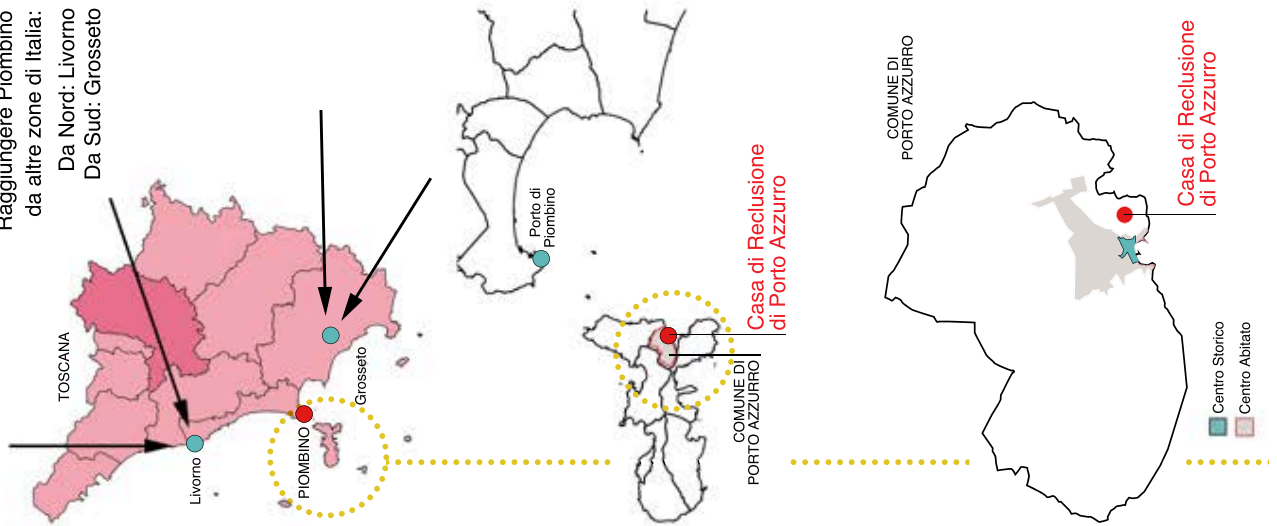 Raggiungere Piombino
da altre zone di Italia:
Da Nord: Livorno
Da Sud: Grosseto
TOSCANA
Livorno
PIOMBINO
Grosseto
Porto di
Piombino
Casa di Reclusione
di Porto Azzurro
COMUNE DI
PORTO AZZURRO
COMUNE DI
PORTO AZZURRO
Casa di Reclusione
di Porto Azzurro
Centro Storico
Centro Abitato